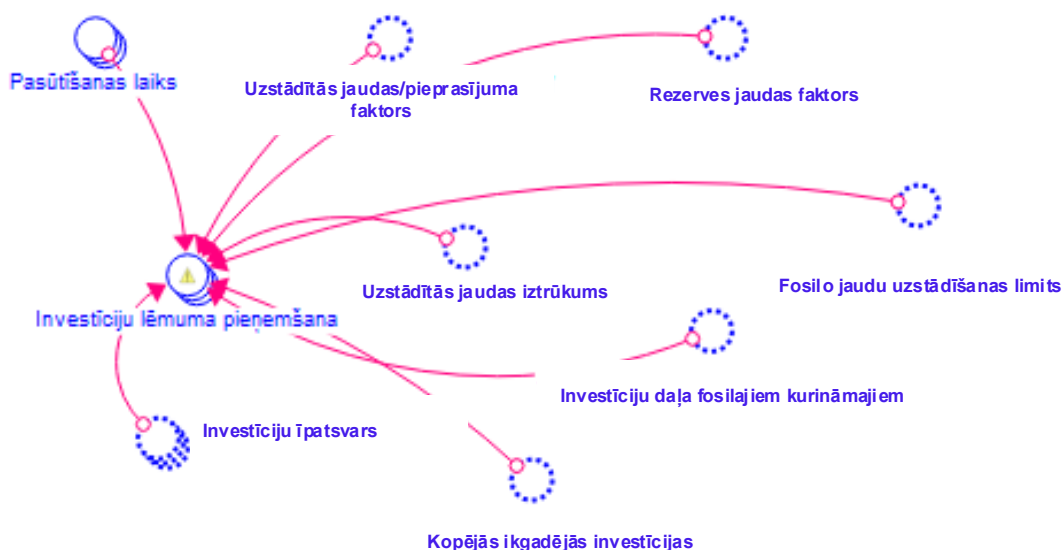 Pasūtīšanas laiks
Uzstādītās jaudas/pieprasījuma
faktors
Rezerves jaudas faktors
Uzstādītās jaudas iztrūkums
Fosilo jaudu uzstādīšanas limits
Investīciju lēmuma pieņemšana
Investīciju daļa fosilajiem kurināmajiem
Investīciju īpatsvars
Kopējās ikgadējās investīcijas